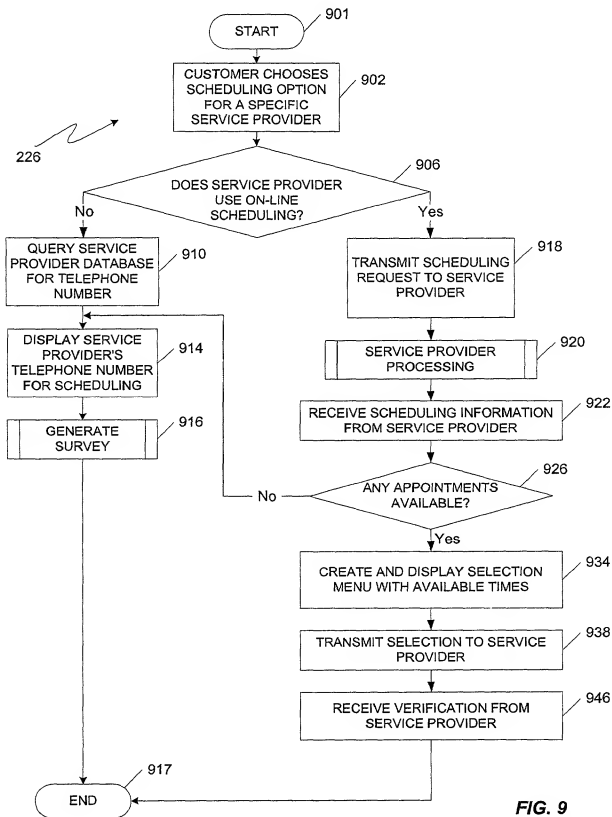 901
START
CUSTOMER CHOOSES
SCHEDULING OPTION
FOR A SPECIFIC
SERVICE PROVIDER
902
226
906
DOES SERVICE PROVIDER
USE ON-LINE
SCHEDULING?
No
Yes
QUERY SERVICE
PROVIDER DATABASE
FOR TELEPHONE
NUMBER
910
TRANSMIT SCHEDULING
REQUEST TO SERVICE
PROVIDER
918
DISPLAY SERVICE
PROVIDER'S
TELEPHONE NUMBER
FOR SCHEDULING
914
SERVICE PROVIDER
PROCESSING
920
GENERATE
SURVEY
916
RECEIVE SCHEDULING INFORMATION
FROM SERVICE PROVIDER
922
926
ANY APPOINTMENTS
AVAILABLE?
No
Yes
CREATE AND DISPLAY SELECTION
MENU WITH AVAILABLE TIMES
934
TRANSMIT SELECTION TO SERVICE
PROVIDER
938
RECEIVE VERIFICATION FROM
SERVICE PROVIDER
946
917
END
FIG. 9